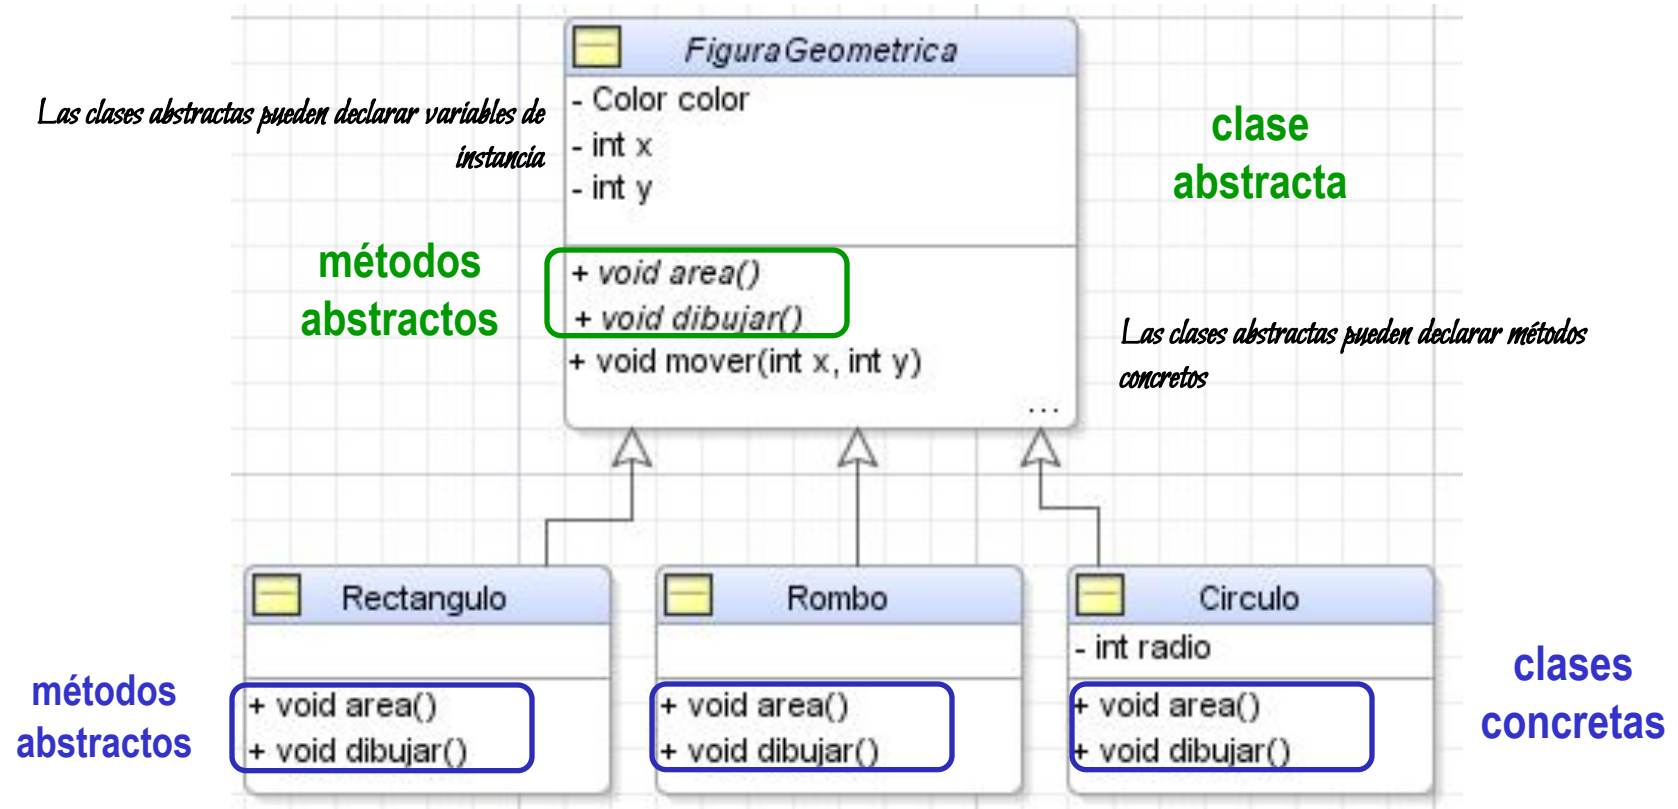 FiguraGeometrica
Las clases abstractas pueden declarar variables de
instancia
- Color color
- int x
- int y
clase
abstracta
métodos
abstractos
+ void area()
+ void dibujar()
+ void mover(int x, int y)
...
Las clases abstractas pueden declarar métodos
concretos
Rectangulo
+ void area()
+ void dibujar()
Rombo
+ void area()
+ void dibujar()
Circulo
- int radio
+ void area()
+ void dibujar()
métodos
abstractos
clases
concretas